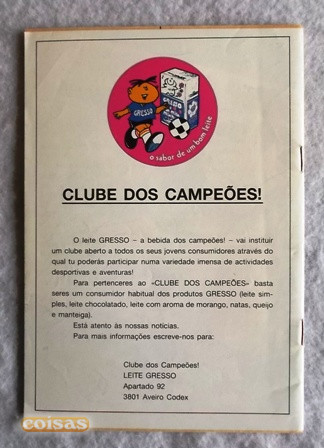 GRESSO
GRESSO
o sabor de um bom leite
CLUBE DOS CAMPEÕES!
O leite GRESSO – a bebida dos campeões! – vai instituir
um clube aberto a todos os seus jovens consumidores através do
qual tu poderás participar numa variedade imensa de actividades
desportivas e aventuras!
Para pertenceres ao «CLUBE DOS CAMPEÕES» basta
seres um consumidor habitual dos produtos GRESSO (leite sim-
ples, leite chocolatado, leite com aroma de morango, natas, queijo
e manteiga).
Está atento às nossas notícias.
Para mais informações escreve-nos para:
Clube dos Campeões!
LEITE GRESSO
Apartado 92
3801 Aveiro Codex
coisas